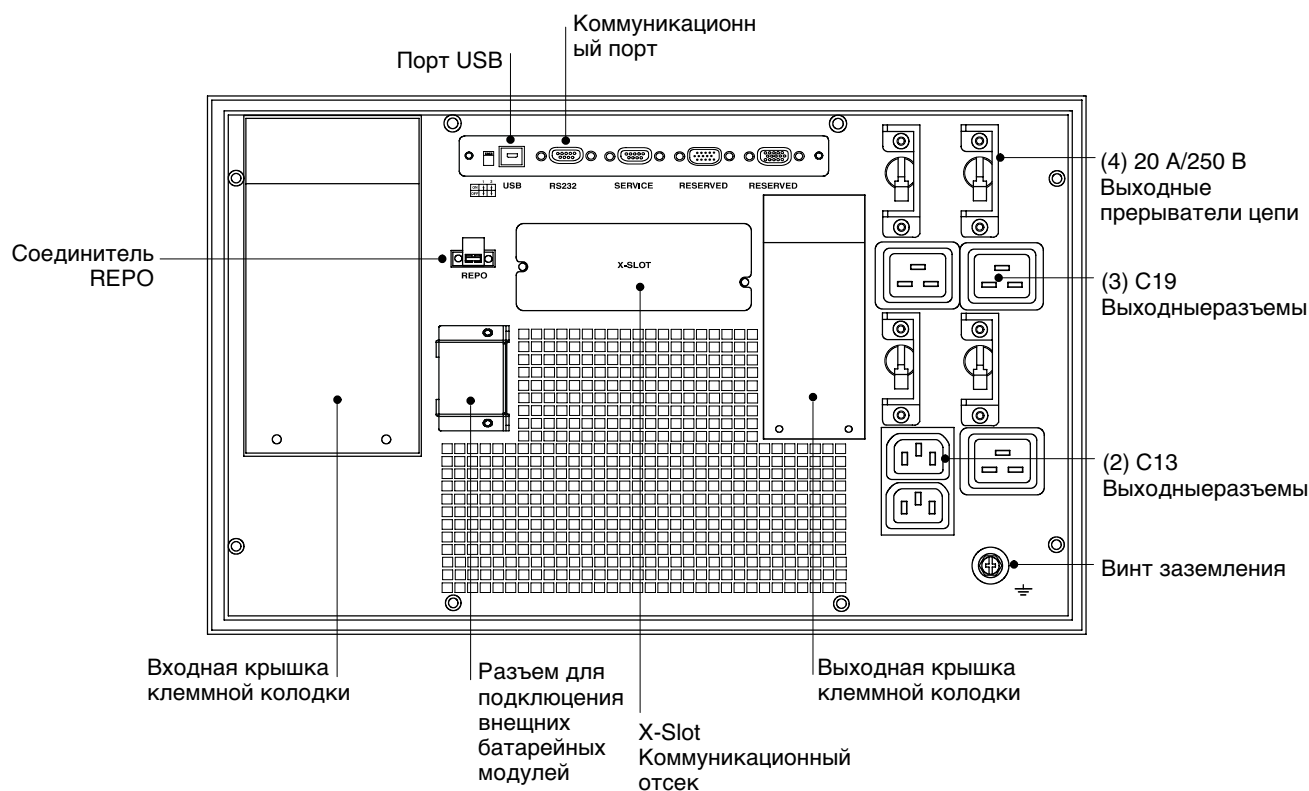 Коммуникационн
ый порт
Порт USB
(4) 20 А/250 В
Выходные
прерыватели цепи
USB
RS232
SERVICE
RESERVED
RESERVED
Соединитель
REPO
REPO
X-SLOT
(3) C19
Выходныеразъемы
(2) C13
Выходныеразъемы
Винт заземления
Входная крышка
клеммной колодки
Разъем для
подклюцения
внещних
батарейных
модулей
X-Slot
Коммуникационный
отсек
Выходная крышка
клеммной колодки